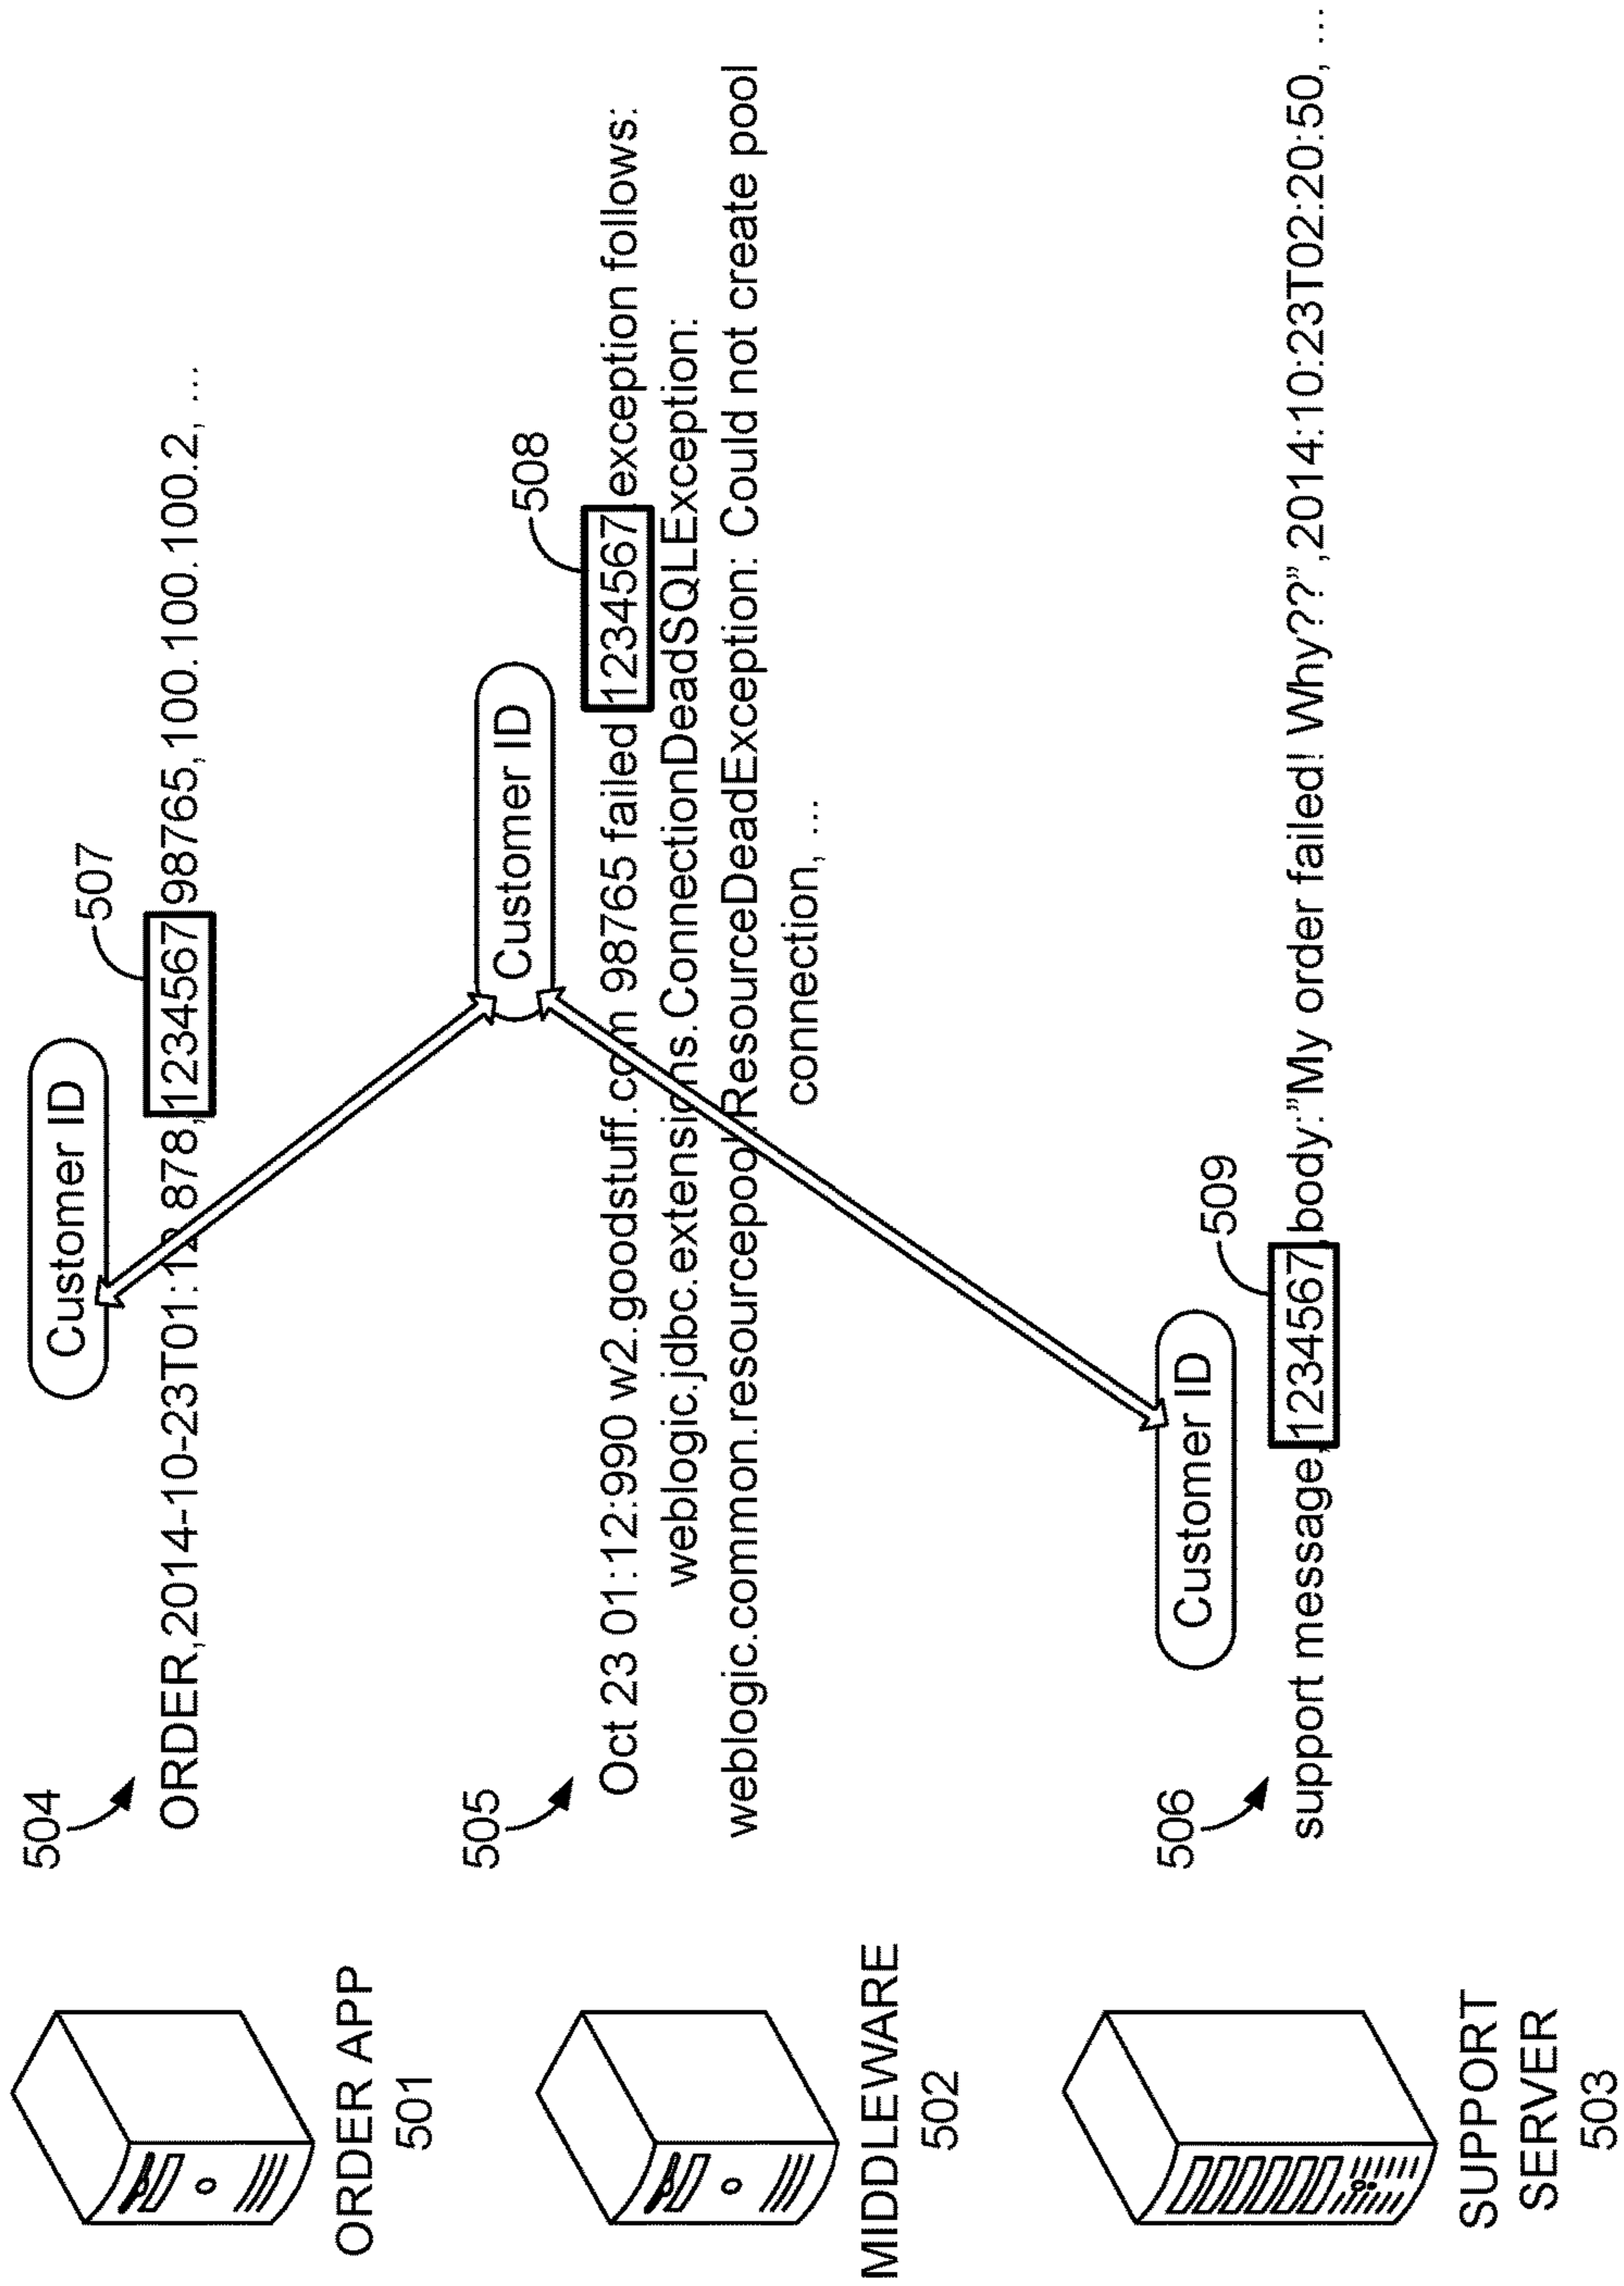 504
Customer ID
507
ORDER,2014-10-23T01:12 878,1234567 98765,100.100.100.2, ...
ORDER APP
501
505
Customer ID
508
Oct 23 01:12:990 w2.goodstuff.com 98765 failed 1234567 exception follows:
weblogic.jdbc.extensions.ConnectionDeadSQLException:
weblogic.common.resourcepool.ResourceDeadException: Could not create pool
connection, ...
MIDDLEWARE
502
506
Customer ID
509
support message,1234567 body:"My order failed! Why??",2014:10:23T02:20:50, ...
SUPPORT
SERVER
503